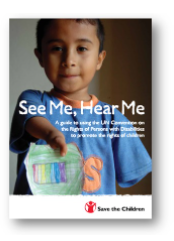 See Me, Hear Me
A guide to using the UN Convention on
the Rights of Persons with Disabilities
to promote the rights of children
Save the Children